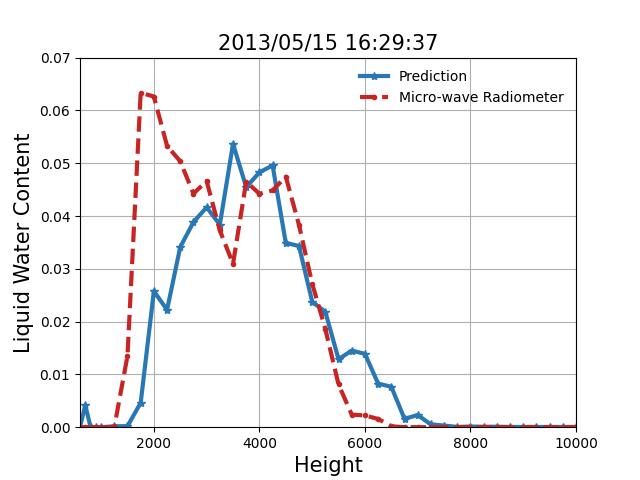 2013/05/15 16:29:37
0.07
0.06
0.05
0.04
0.03
0.02
0.01
0.00
Liquid Water Content
Prediction
Micro-wave Radiometer
2000 4000 6000 8000 10000
Height